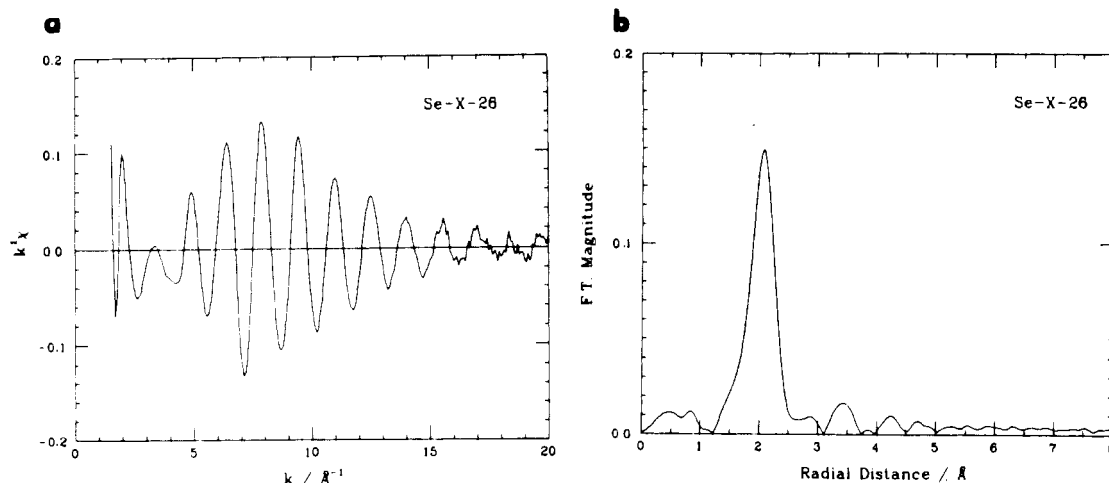 a
Se-X-26
k¹χ
0.2
0.1
0.0
-0.1
-0.2
0 5 10 15 20
k / Å⁻¹
b
Se-X-26
F.T. Magnitude
0.2
0.1
0.0
0 1 2 3 4 5 6 7
Radial Distance / Å